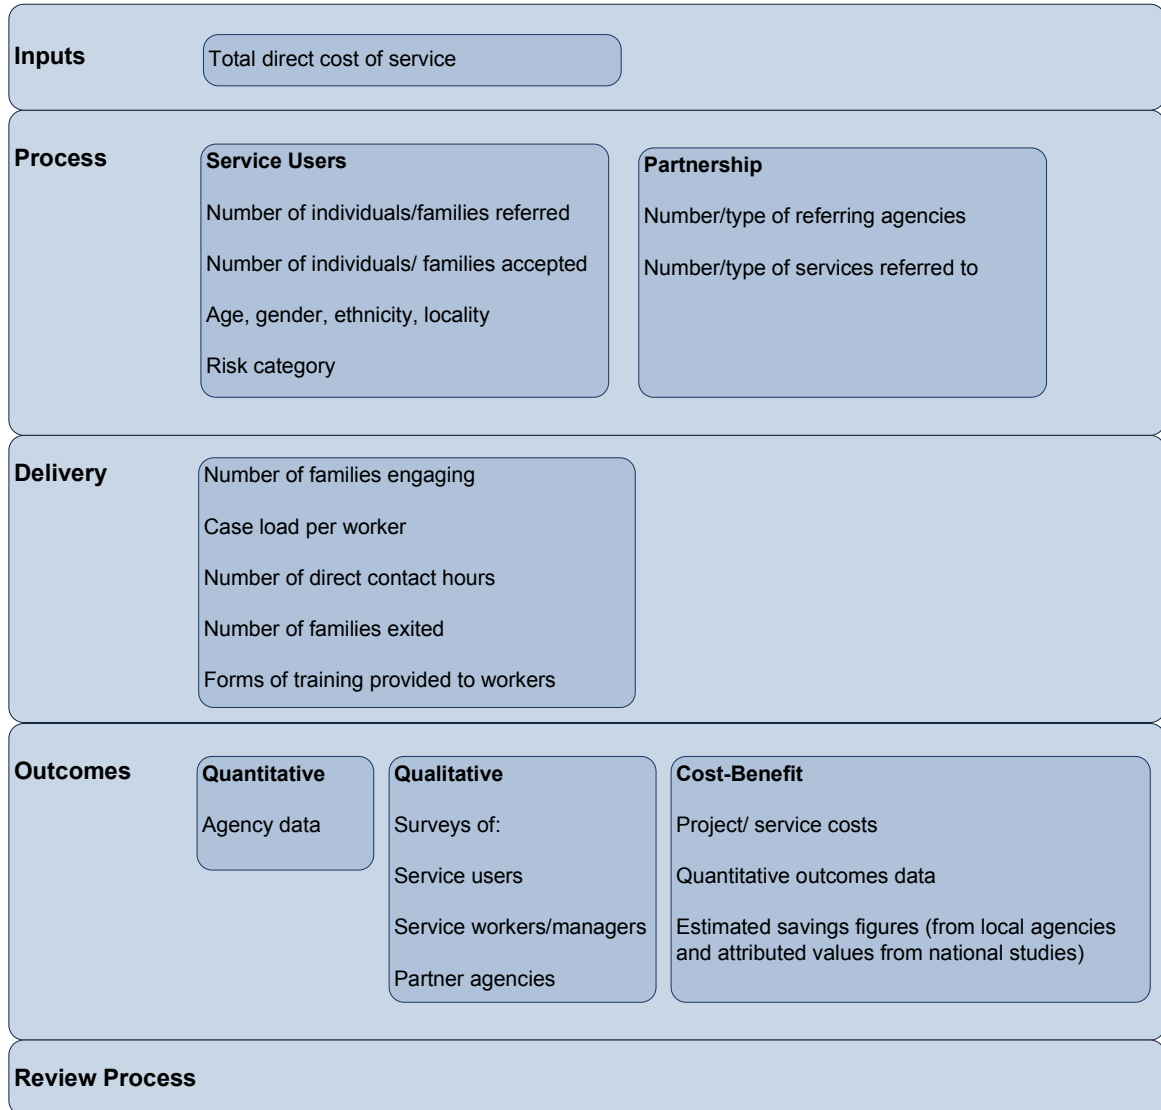 Inputs
Total direct cost of service
Process
Service Users
Number of individuals/families referred
Number of individuals/ families accepted
Age, gender, ethnicity, locality
Risk category
Partnership
Number/type of referring agencies
Number/type of services referred to
Delivery
Number of families engaging
Case load per worker
Number of direct contact hours
Number of families exited
Forms of training provided to workers
Outcomes
Quantitative
Agency data
Qualitative
Surveys of:
Service users
Service workers/managers
Partner agencies
Cost-Benefit
Project/ service costs
Quantitative outcomes data
Estimated savings figures (from local agencies
and attributed values from national studies)
Review Process